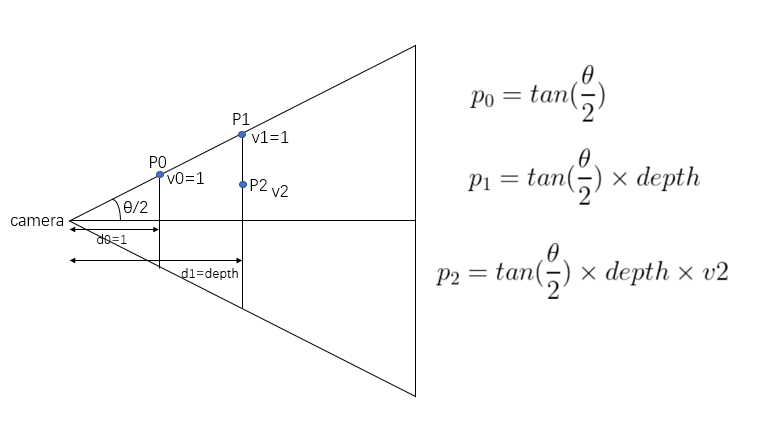 P1
v1=1
P0
v0=1
P2 v2
θ/2
camera
d0=1
d1=depth
p₀ = tan(θ/2)
p₁ = tan(θ/2) × depth
p₂ = tan(θ/2) × depth × v2